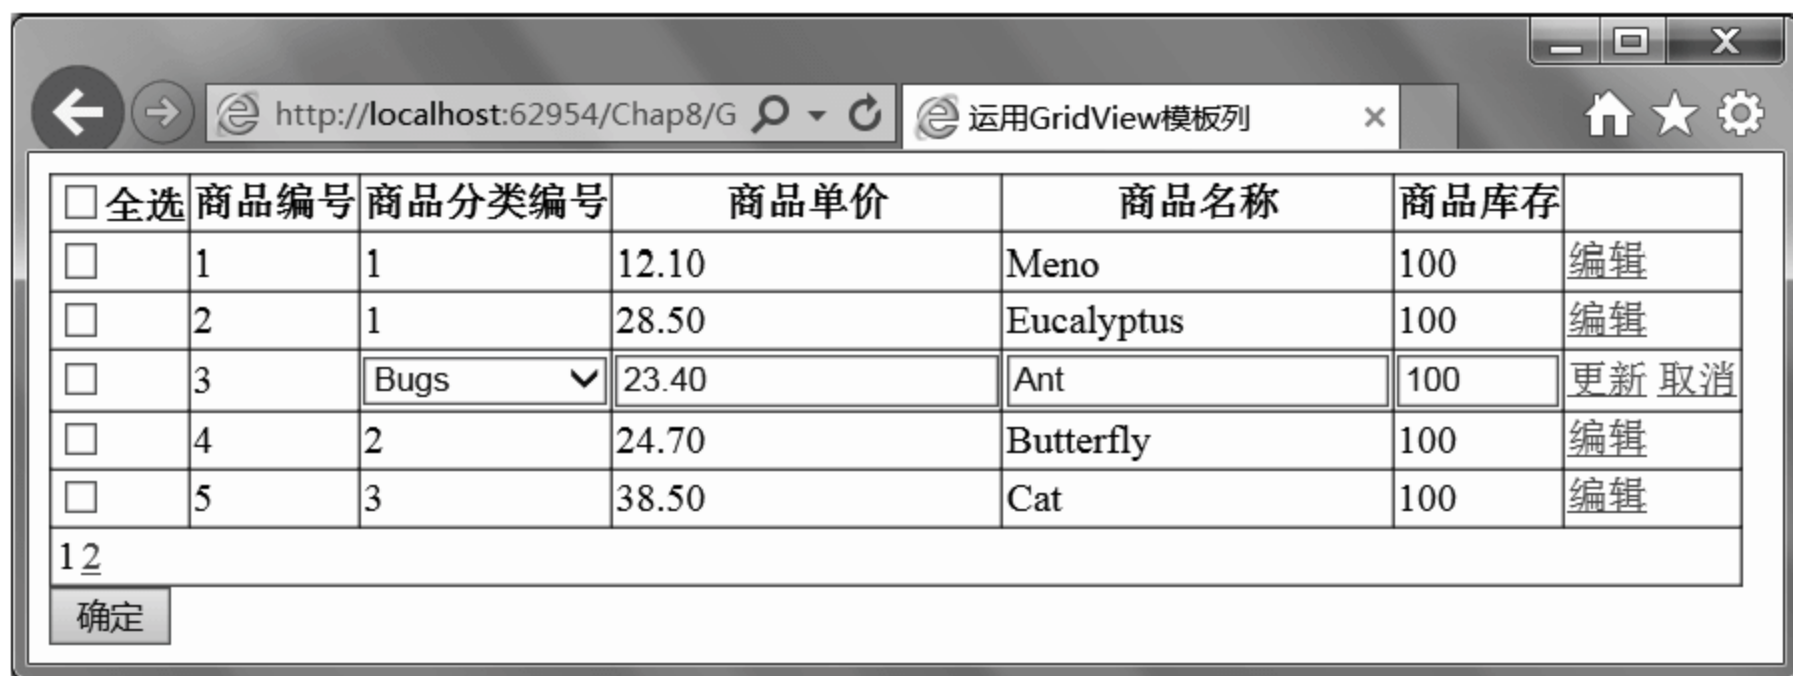 http://localhost:62954/Chap8/G 运用GridView模板列
全选 商品编号 商品分类编号 商品单价 商品名称 商品库存
1 1 12.10 Meno 100 编辑
2 1 28.50 Eucalyptus 100 编辑
3 Bugs 23.40 Ant 100 更新 取消
4 2 24.70 Butterfly 100 编辑
5 3 38.50 Cat 100 编辑
1 2
确定